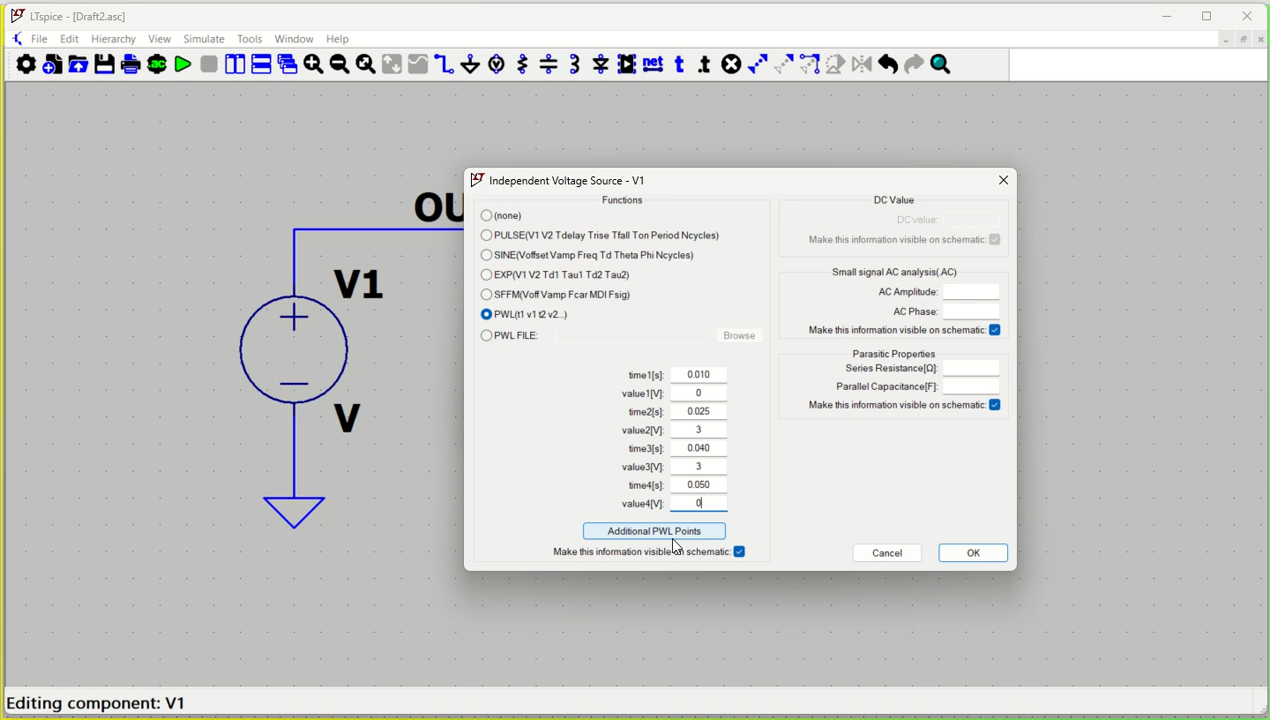 LTspice - [Draft2.asc]
File Edit Hierarchy View Simulate Tools Window Help
.ac net t .t
OU
V1
V
Independent Voltage Source - V1
Functions
(none)
PULSE(V1 V2 Tdelay Trise Tfall Ton Period Ncycles)
SINE(Voffset Vamp Freq Td Theta Phi Ncycles)
EXP(V1 V2 Td1 Tau1 Td2 Tau2)
SFFM(Voff Vamp Fcar MDI Fsig)
PWL(t1 v1 t2 v2...)
PWL FILE: Browse
time1[s]: 0.010
value1[V]: 0
time2[s]: 0.025
value2[V]: 3
time3[s]: 0.040
value3[V]: 3
time4[s]: 0.050
value4[V]: 0
Additional PWL Points
Make this information visible schematic:
DC Value
DC value:
Make this information visible on schematic:
Small signal AC analysis(.AC)
AC Amplitude:
AC Phase:
Make this information visible on schematic:
Parasitic Properties
Series Resistance[Ω]:
Parallel Capacitance[F]:
Make this information visible on schematic:
Cancel OK
Editing component: V1